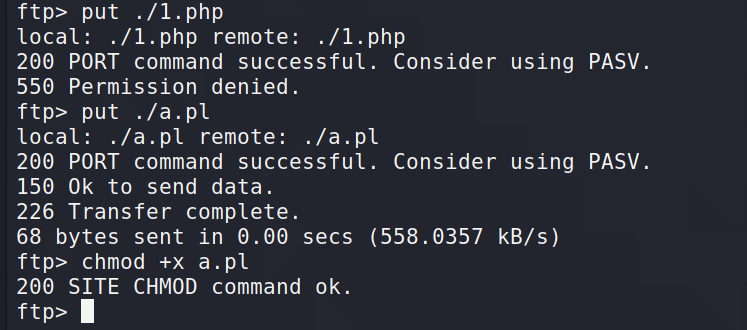 ftp> put ./1.php
local: ./1.php remote: ./1.php
200 PORT command successful. Consider using PASV.
550 Permission denied.
ftp> put ./a.pl
local: ./a.pl remote: ./a.pl
200 PORT command successful. Consider using PASV.
150 Ok to send data.
226 Transfer complete.
68 bytes sent in 0.00 secs (558.0357 kB/s)
ftp> chmod +x a.pl
200 SITE CHMOD command ok.
ftp>